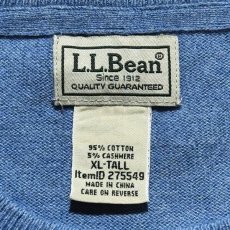 L.L.Bean
Since 1912
QUALITY GUARANTEED
95% COTTON
5% CASHMERE
XL-TALL
ItemID 275549
MADE IN CHINA
CARE ON REVERSE